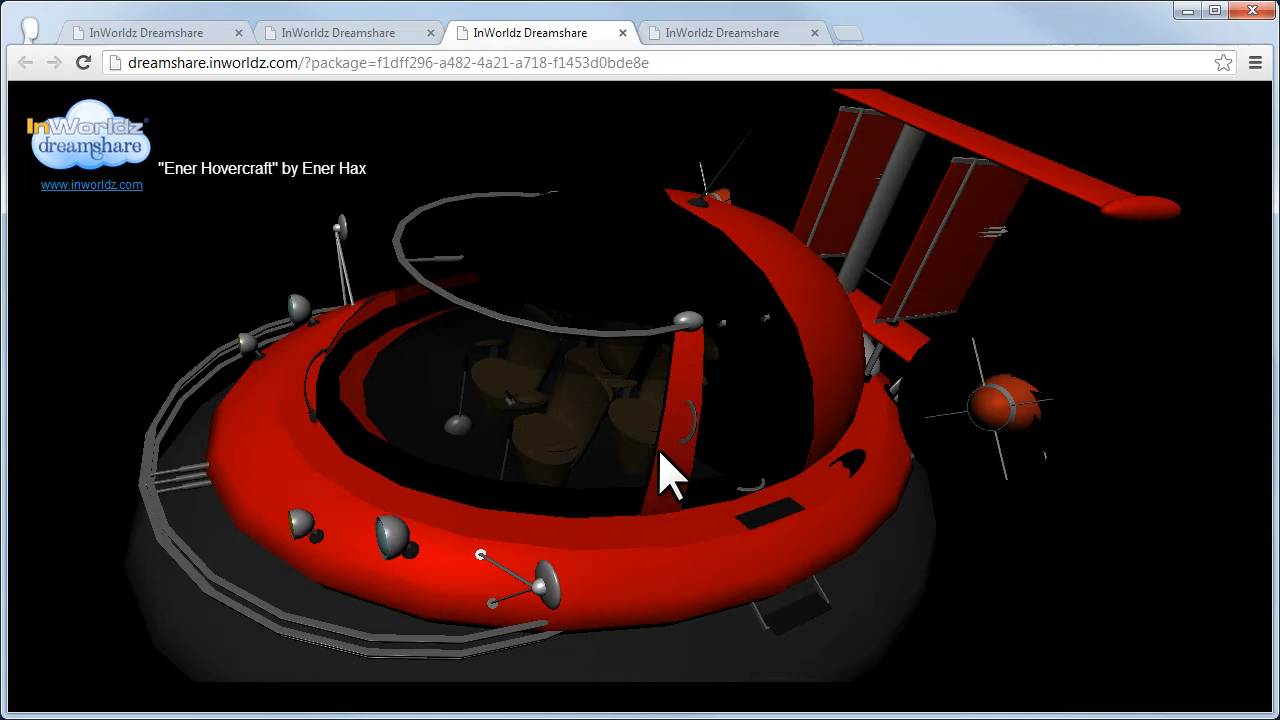 InWorldz Dreamshare InWorldz Dreamshare InWorldz Dreamshare InWorldz Dreamshare
dreamshare.inworldz.com/?package=f1dff296-a482-4a21-a718-f1453d0bde8e
InWorldz
dreamshare
"Ener Hovercraft" by Ener Hax
www.inworldz.com